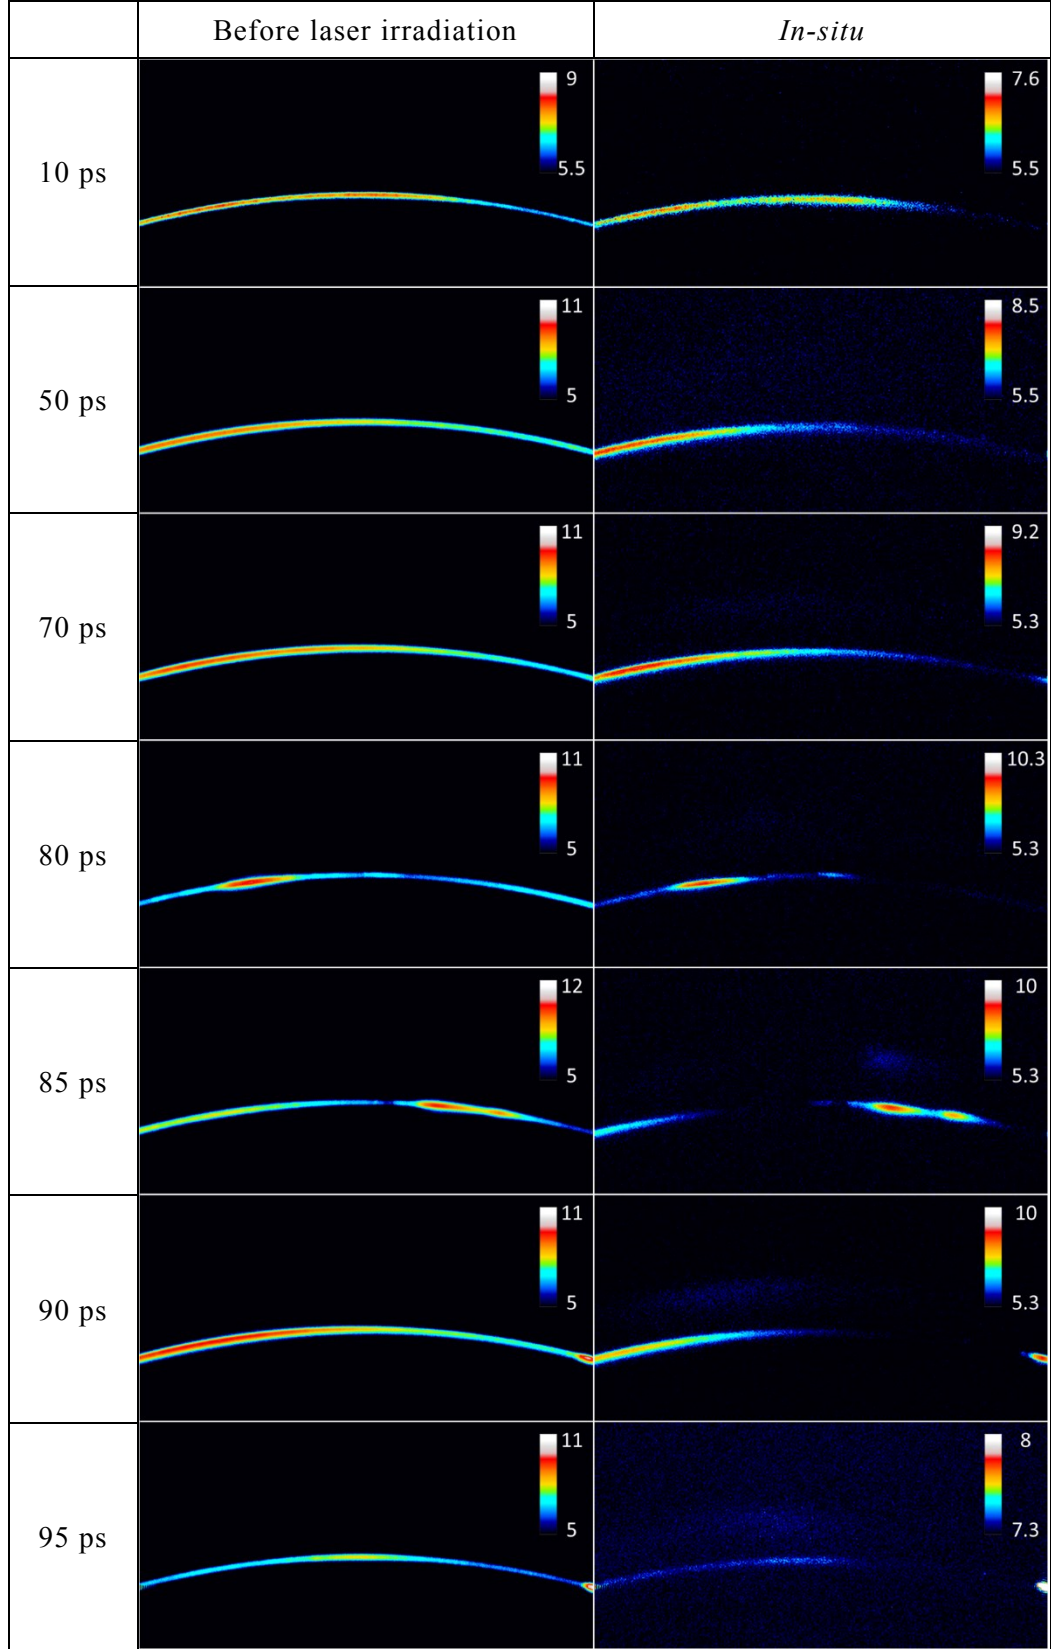 Before laser irradiation In-situ
9 7.6
10 ps
5.5 5.5
11 8.5
50 ps
5 5.5
11 9.2
70 ps
5 5.3
11 10.3
80 ps
5 5.3
12 10
85 ps
5 5.3
11 10
90 ps
5 5.3
11 8
95 ps
5 7.3